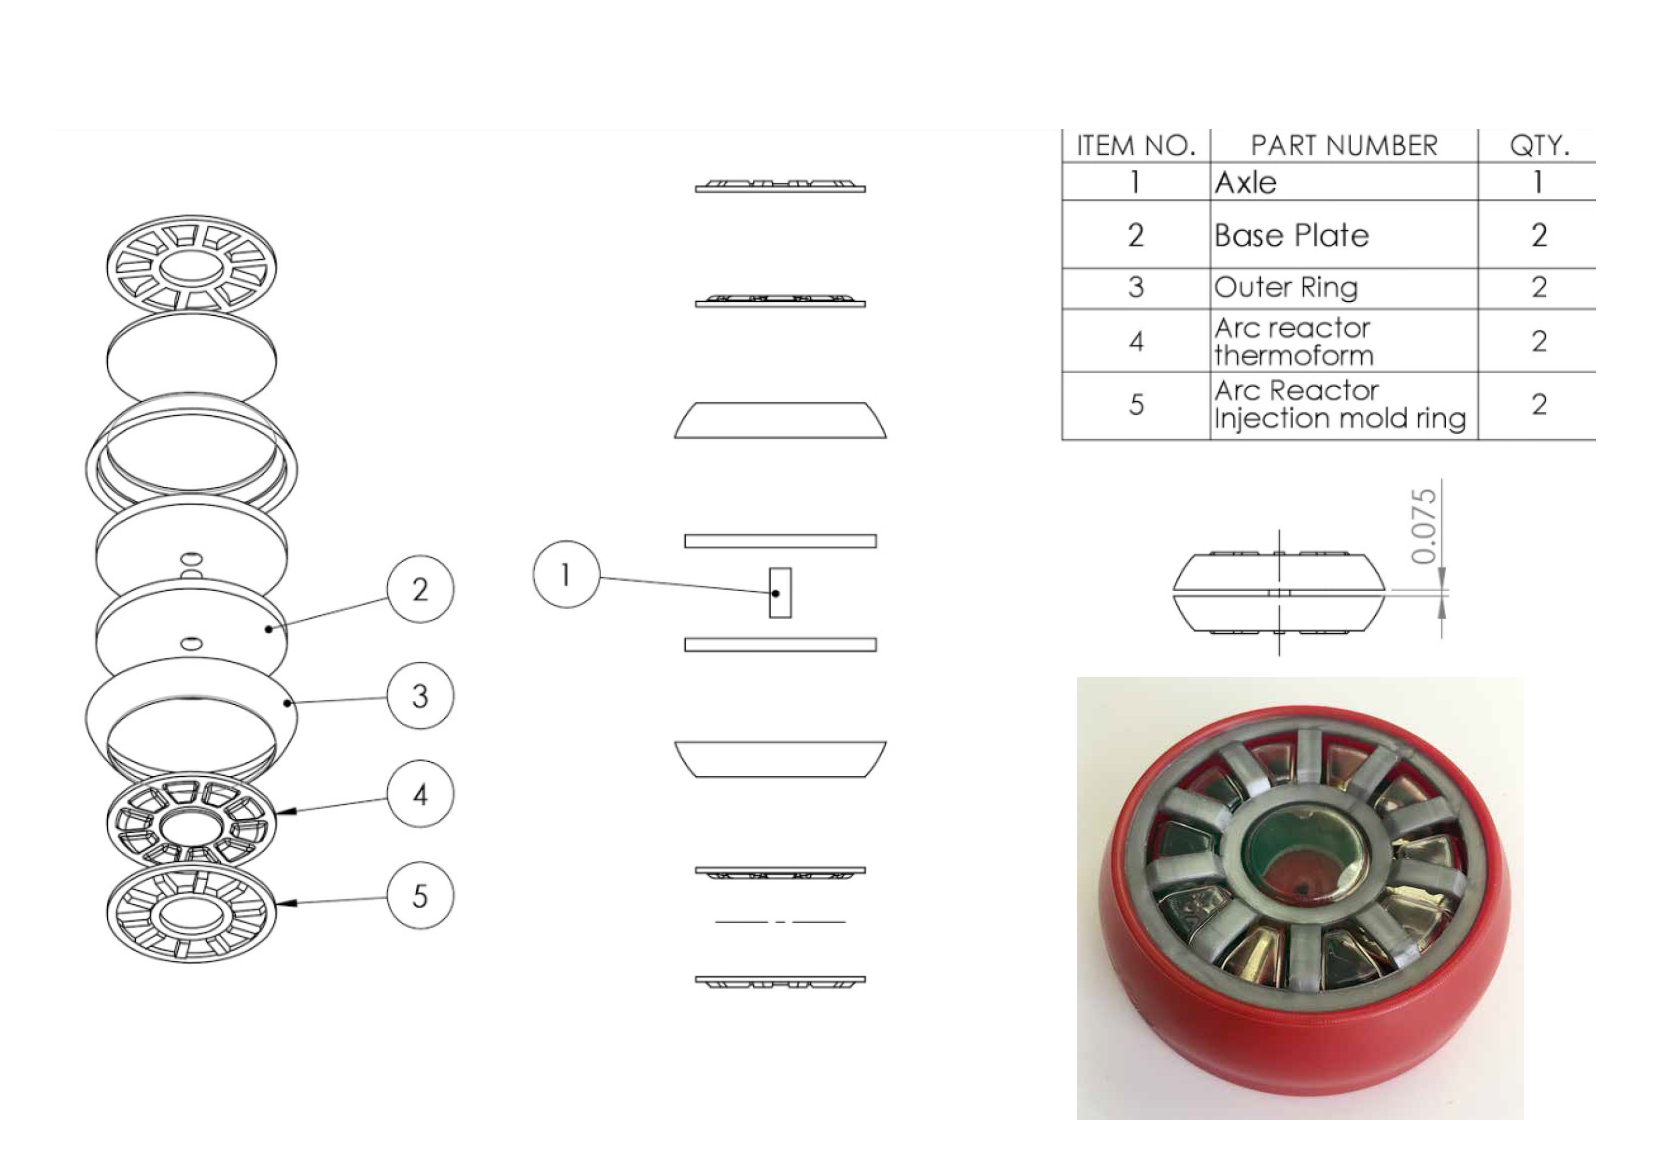 ITEM NO. PART NUMBER QTY.
1 Axle 1
2 Base Plate 2
3 Outer Ring 2
4 Arc reactor
thermoform 2
5 Arc Reactor
Injection mold ring 2
0.075
1
2
3
4
5